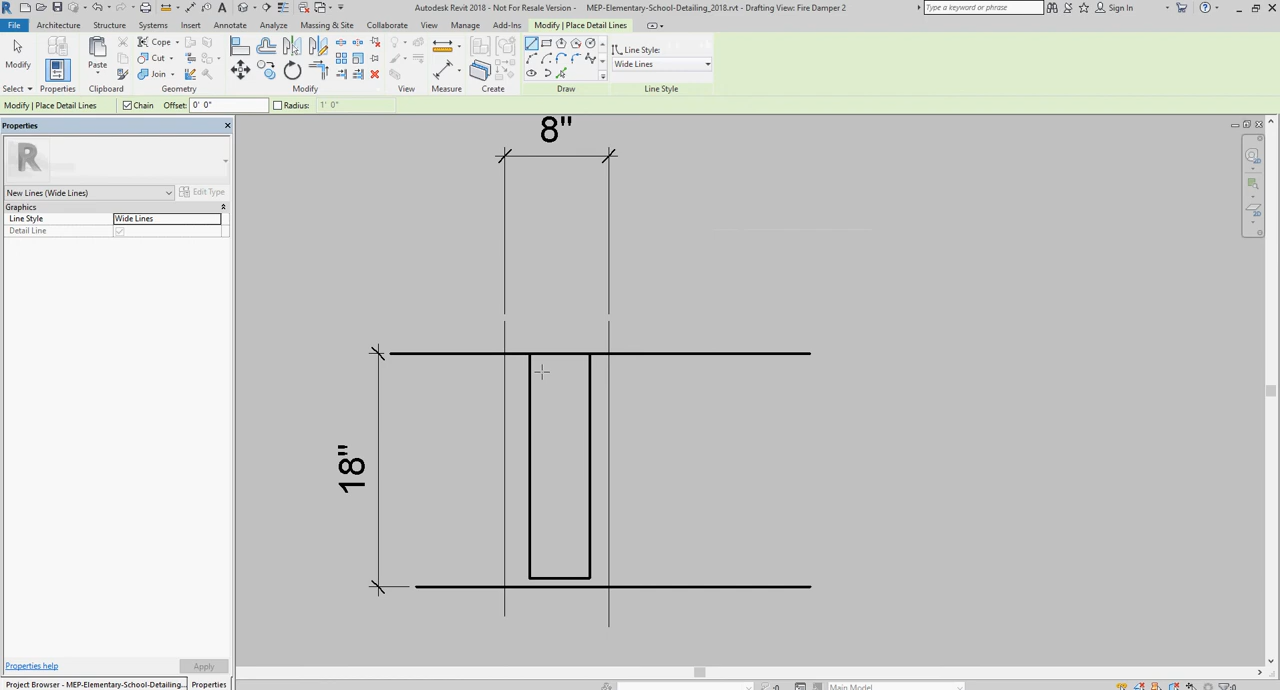 Autodesk Revit 2018 - Not For Resale Version - MEP-Elementary-School-Detailing_2018.rvt - Drafting View: Fire Damper 2
Type a keyword or phrase
Sign In
File Architecture Structure Systems Insert Annotate Analyze Massing & Site Collaborate View Manage Add-Ins Modify | Place Detail Lines
Modify
Paste
Cope
Cut
Join
Line Style:
Wide Lines
Select Properties Clipboard Geometry Modify View Measure Create Draw Line Style
Modify | Place Detail Lines
Chain Offset: 0' 0" Radius: 1' 0"
Properties
R
New Lines (Wide Lines)
Edit Type
Graphics
Line Style Wide Lines
Detail Line
8"
18"
Properties help
Apply
Project Browser - MEP-Elementary-School-Detailing... Properties
:0
Main Model
:0